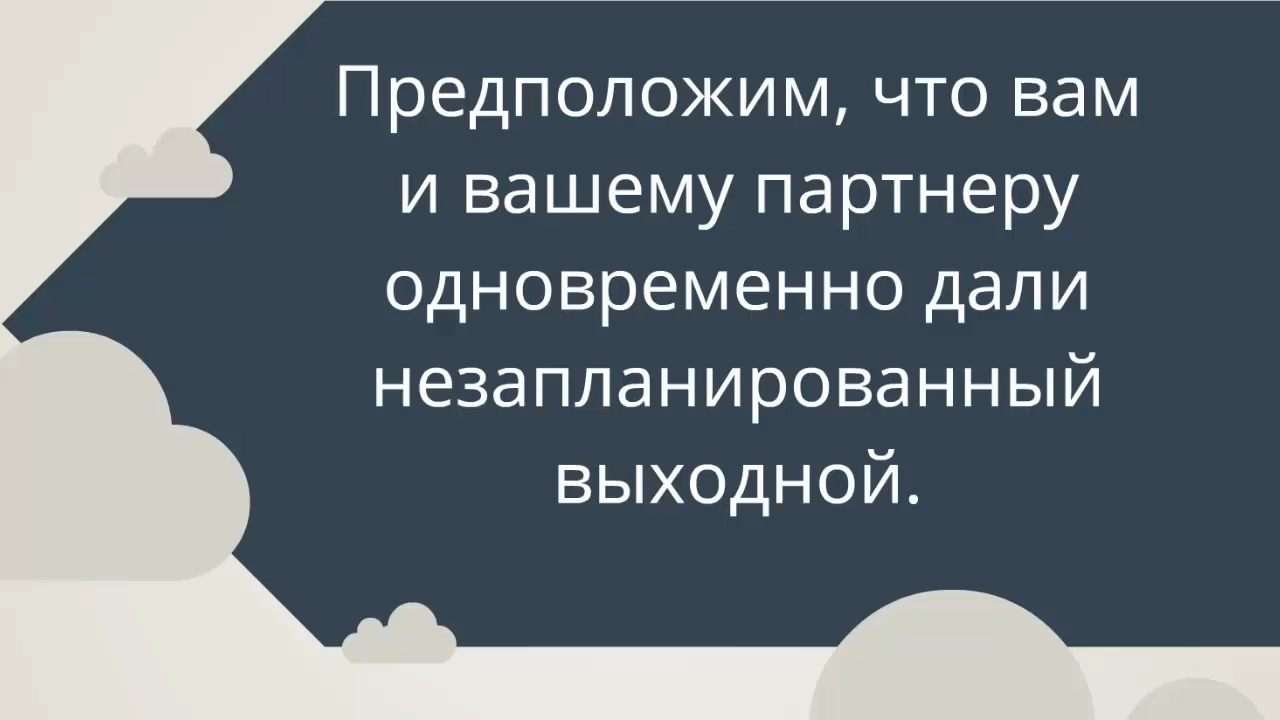 Предположим, что вам
и вашему партнеру
одновременно дали
незапланированный
выходной.